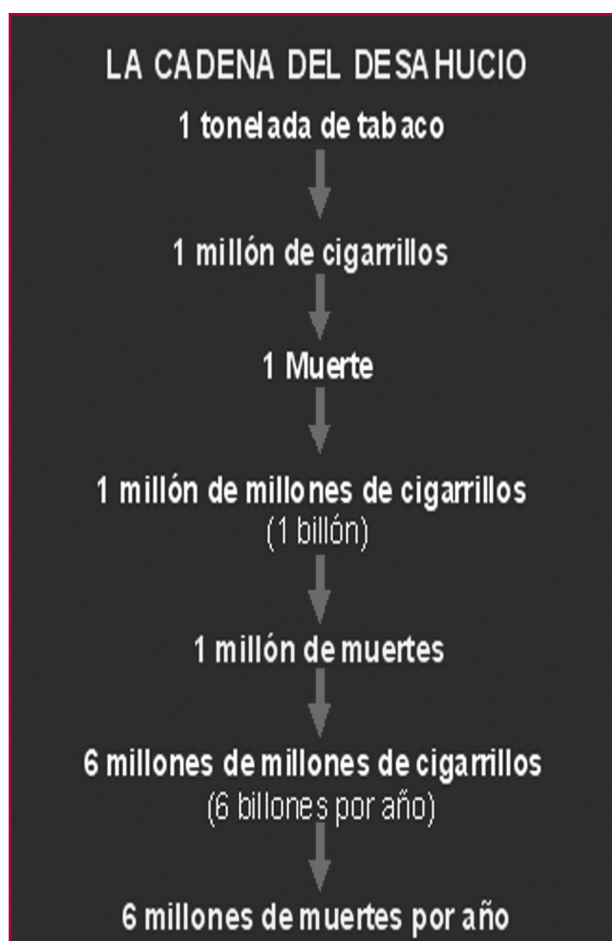 LA CADENA DEL DESAHUCIO
1 tonelada de tabaco
1 millón de cigarrillos
1 Muerte
1 millón de millones de cigarrillos
(1 billón)
1 millón de muertes
6 millones de millones de cigarrillos
(6 billones por año)
6 millones de muertes por año